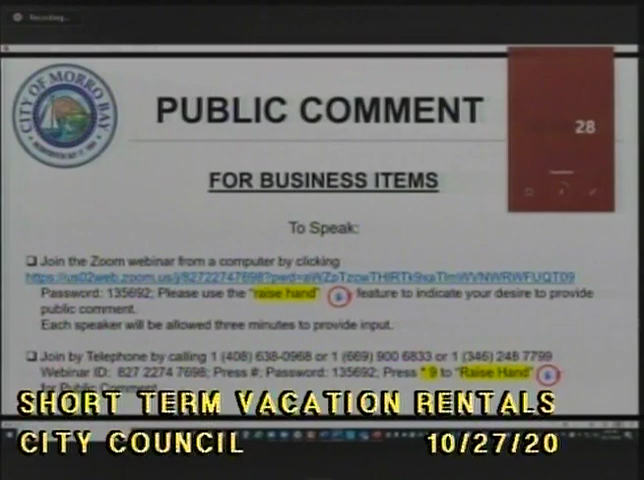 Recording...
CITY OF MORRO BAY
PUBLIC COMMENT
28
FOR BUSINESS ITEMS
To Speak:
❑ Join the Zoom webinar from a computer by clicking
Password: 135692; Please use the "raise hand" feature to indicate your desire to provide
public comment.
Each speaker will be allowed three minutes to provide input.
❑ Join by Telephone by calling 1 (408) 638-0968 or 1 (669) 900 6833 or 1 (346) 248 7799
Webinar ID: 827 2274 7698; Press #; Password: 135692; Press * 9 to "Raise Hand"
for Public Comment
SHORT TERM VACATION RENTALS
CITY COUNCIL 10/27/20